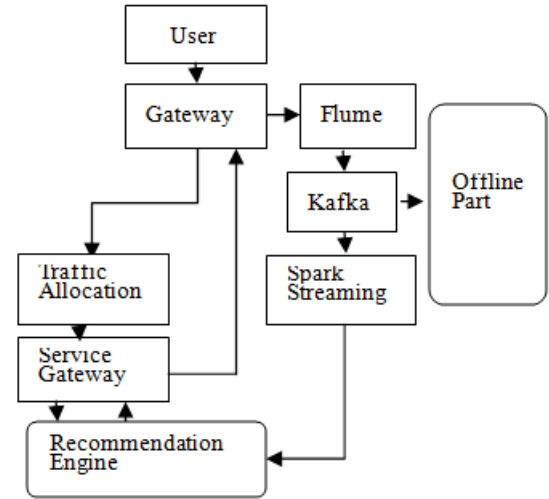 User
Gateway
Flume
Offline
Part
Kafka
Traffic
Allocation
Spark
Streaming
Service
Gateway
Recommendation
Engine